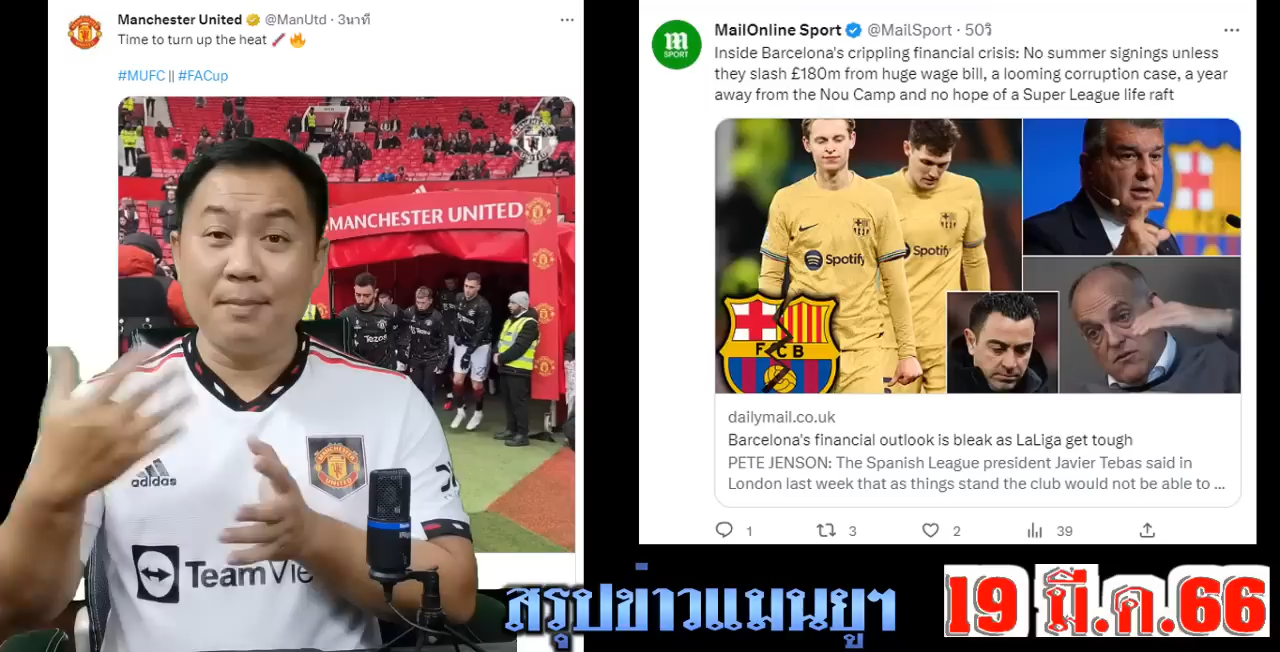 Manchester United @ManUtd · 3นาที
Time to turn up the heat
#MUFC || #FACup
MANCHESTER UNITED
Tezos
adidas
MANCHESTER
UNITED
TeamVie
MailOnline Sport @MailSport · 50วิ
Inside Barcelona's crippling financial crisis: No summer signings unless
they slash £180m from huge wage bill, a looming corruption case, a year
away from the Nou Camp and no hope of a Super League life raft
m
SPORT
Spotify
Spotify
F C B
dailymail.co.uk
Barcelona's financial outlook is bleak as LaLiga get tough
PETE JENSON: The Spanish League president Javier Tebas said in
London last week that as things stand the club would not be able to ...
1 3 2 39
สรุปข่าวแมนยูฯ
19 มี.ค.66